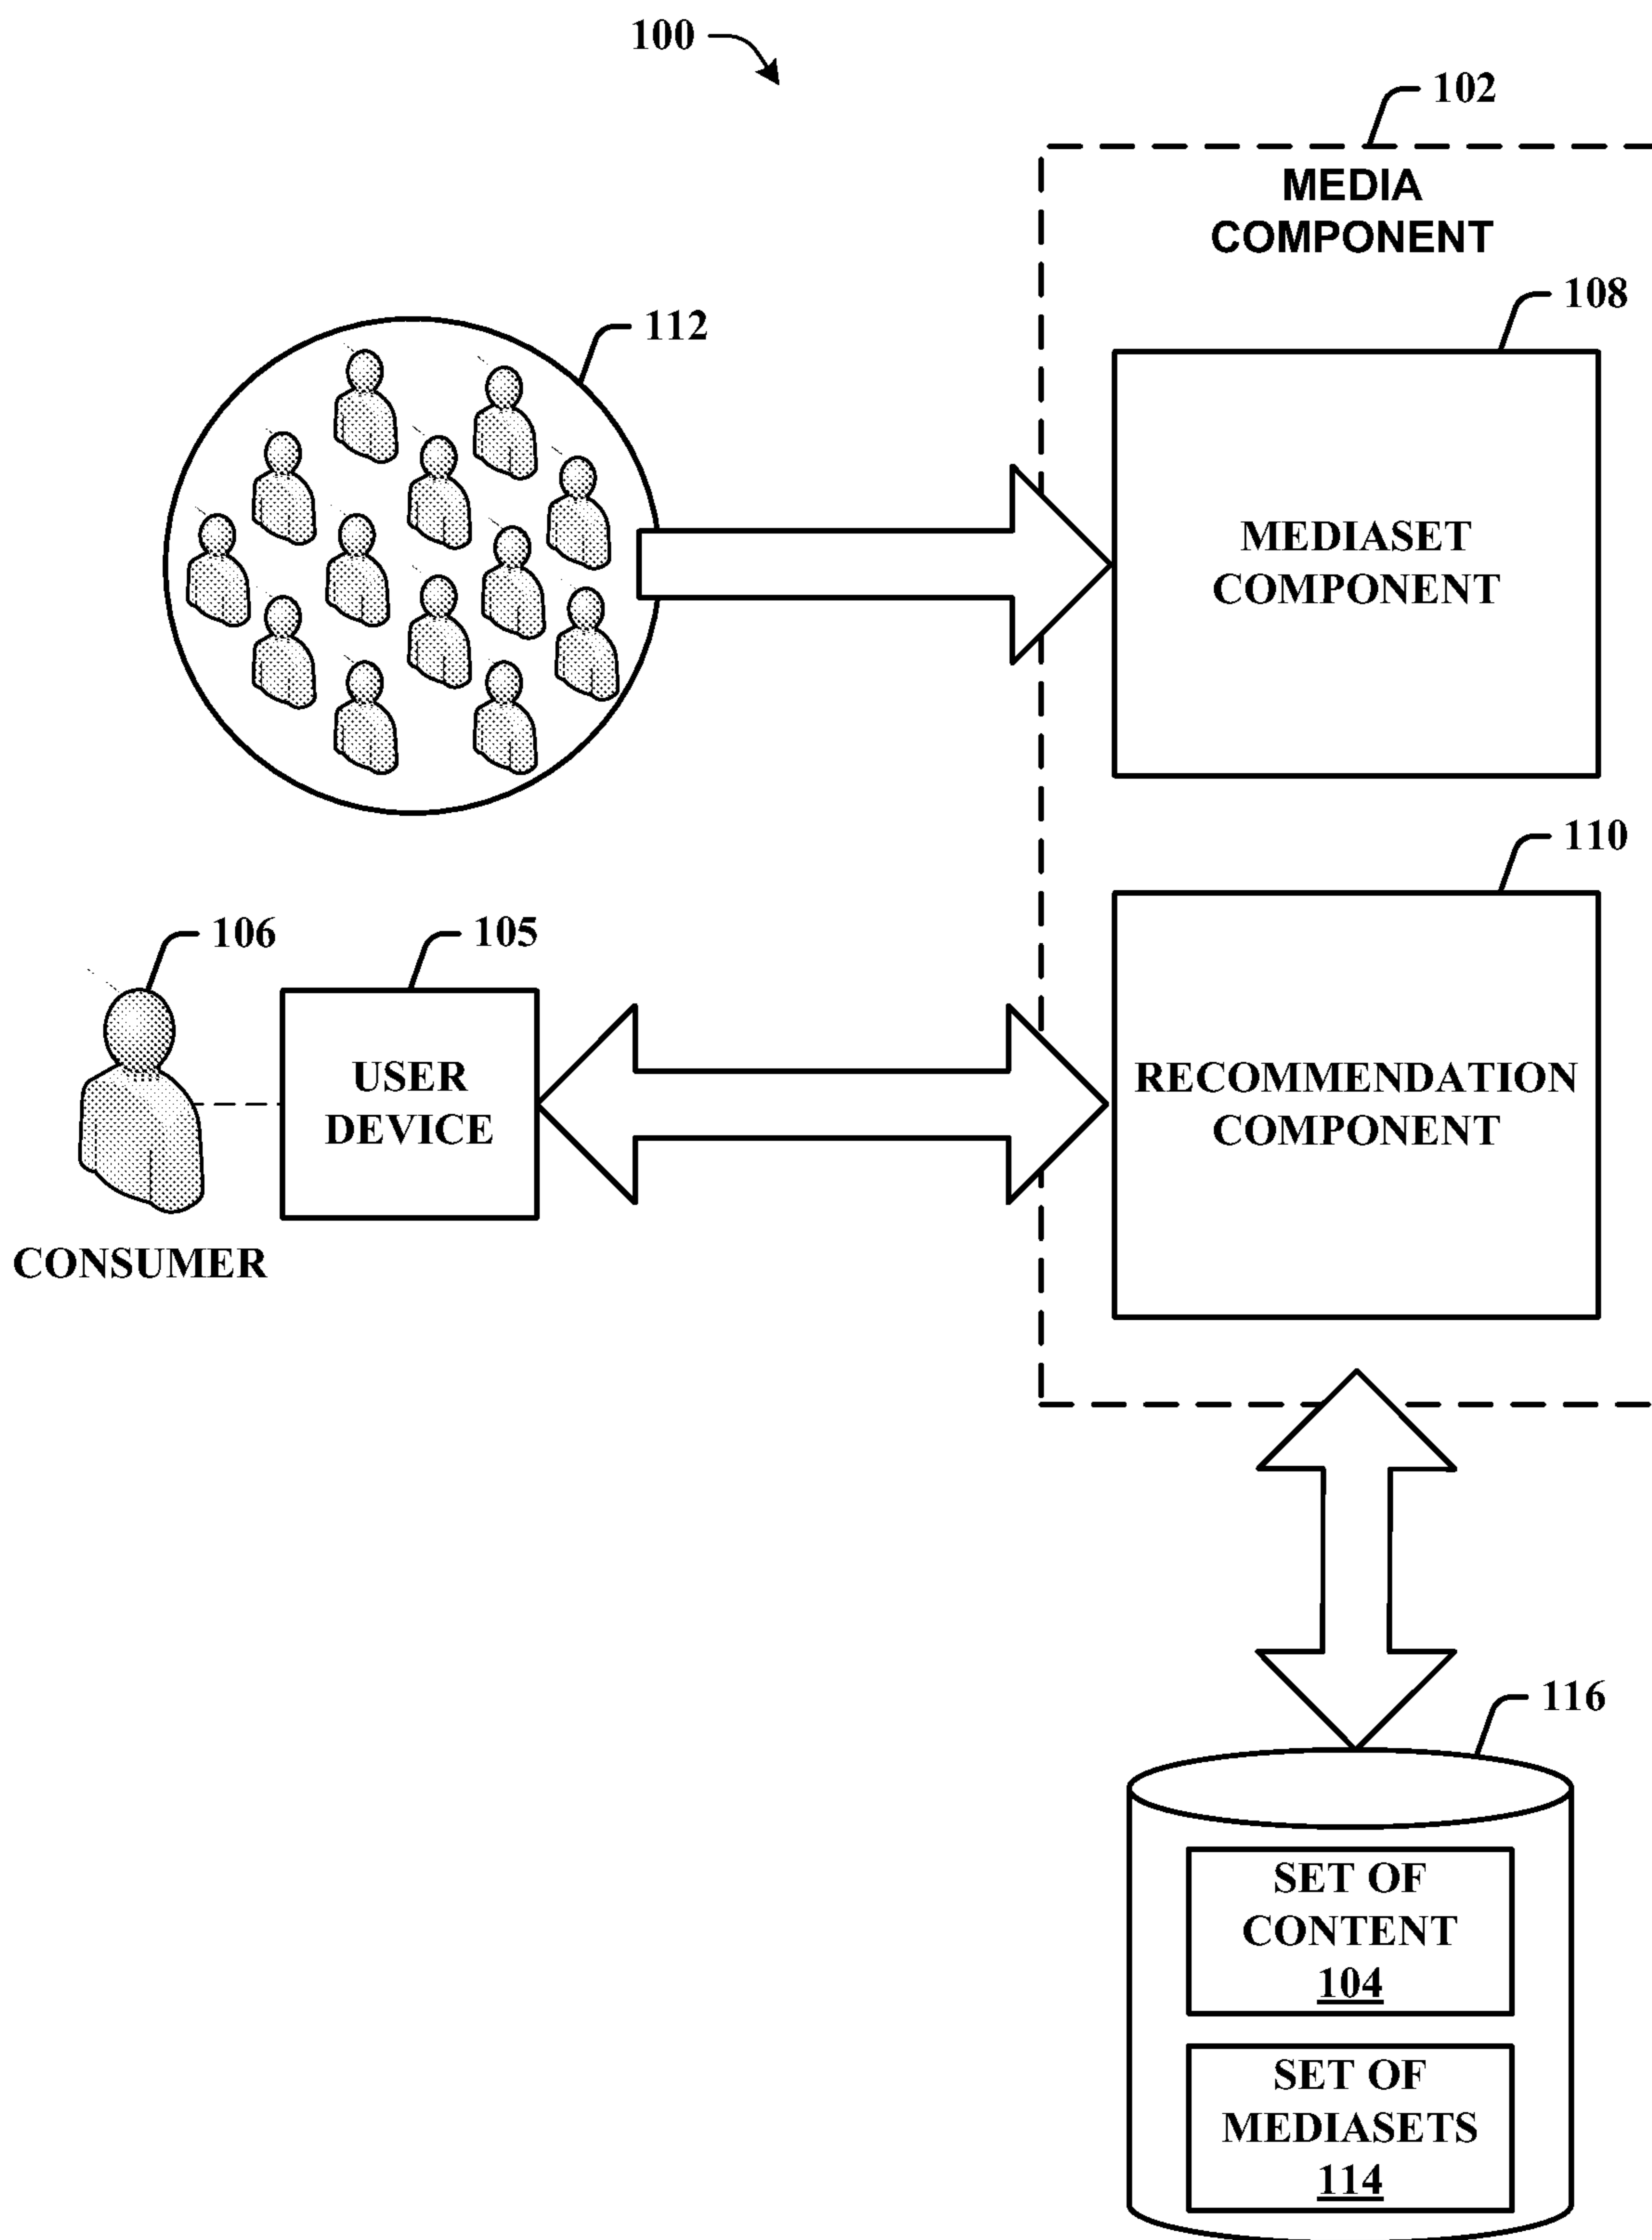 100
102
MEDIA
COMPONENT
108
112
MEDIASET
COMPONENT
110
106
105
USER
DEVICE
RECOMMENDATION
COMPONENT
CONSUMER
116
SET OF
CONTENT
104
SET OF
MEDIASETS
114